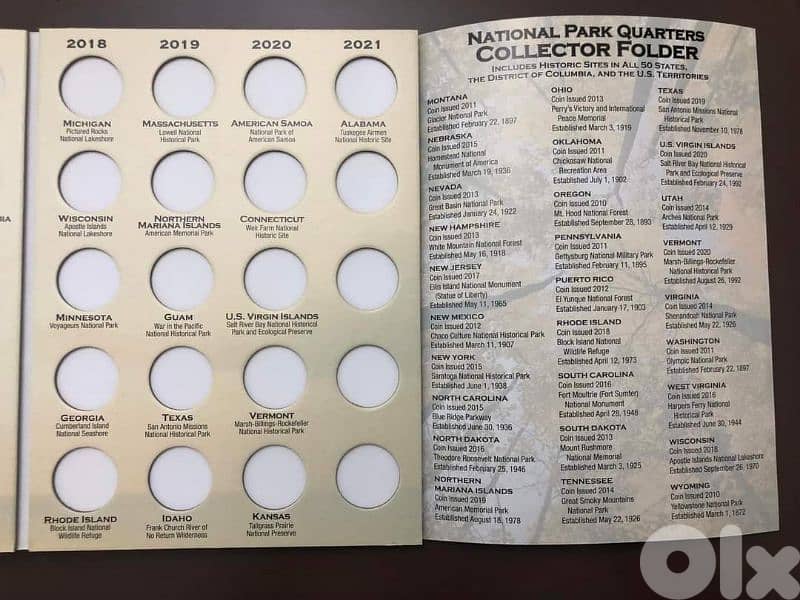 2018 2019 2020 2021
MICHIGAN
Pictured Rocks
National Lakeshore
MASSACHUSETTS
Lowell National
Historical Park
AMERICAN SAMOA
National Park of
American Samoa
ALABAMA
Tuskegee Airmen
National Historic Site
WISCONSIN
Apostle Islands
National Lakeshore
NORTHERN
MARIANA ISLANDS
American Memorial Park
CONNECTICUT
Weir Farm National
Historic Site
MINNESOTA
Voyageurs National Park
GUAM
War in the Pacific
National Historical Park
U.S. VIRGIN ISLANDS
Salt River Bay National Historical
Park and Ecological Preserve
GEORGIA
Cumberland Island
National Seashore
TEXAS
San Antonio Missions
National Historical Park
VERMONT
Marsh-Billings-Rockefeller
National Historical Park
RHODE ISLAND
Block Island National
Wildlife Refuge
IDAHO
Frank Church River of
No Return Wilderness
KANSAS
Tallgrass Prairie
National Preserve
NATIONAL PARK QUARTERS
COLLECTOR FOLDER
INCLUDES HISTORIC SITES IN ALL 50 STATES,
THE DISTRICT OF COLUMBIA, AND THE U.S. TERRITORIES
MONTANA
Coin Issued 2011
Glacier National Park
Established February 22, 1897
NEBRASKA
Coin Issued 2015
Homestead National
Monument of America
Established March 19, 1936
NEVADA
Coin Issued 2013
Great Basin National Park
Established January 24, 1922
NEW HAMPSHIRE
Coin Issued 2013
White Mountain National Forest
Established May 16, 1918
NEW JERSEY
Coin Issued 2017
Ellis Island National Monument
(Statue of Liberty)
Established May 11, 1965
NEW MEXICO
Coin Issued 2012
Chaco Culture National Historical Park
Established March 11, 1907
NEW YORK
Coin Issued 2015
Saratoga National Historical Park
Established June 1, 1938
NORTH CAROLINA
Coin Issued 2015
Blue Ridge Parkway
Established June 30, 1936
NORTH DAKOTA
Coin Issued 2016
Theodore Roosevelt National Park
Established February 25, 1946
NORTHERN
MARIANA ISLANDS
Coin Issued 2019
American Memorial Park
Established August 18, 1978
OHIO
Coin Issued 2013
Perry's Victory and International
Peace Memorial
Established March 3, 1919
OKLAHOMA
Coin Issued 2011
Chickasaw National
Recreation Area
Established July 1, 1902
OREGON
Coin Issued 2010
Mt. Hood National Forest
Established September 28, 1893
PENNSYLVANIA
Coin Issued 2011
Gettysburg National Military Park
Established February 11, 1895
PUERTO RICO
Coin Issued 2012
El Yunque National Forest
Established January 17, 1903
RHODE ISLAND
Coin Issued 2018
Block Island National
Wildlife Refuge
Established April 12, 1973
SOUTH CAROLINA
Coin Issued 2016
Fort Moultrie (Fort Sumter)
National Monument
Established April 28, 1948
SOUTH DAKOTA
Coin Issued 2013
Mount Rushmore
National Memorial
Established March 3, 1925
TENNESSEE
Coin Issued 2014
Great Smoky Mountains
National Park
Established May 22, 1926
TEXAS
Coin Issued 2019
San Antonio Missions National
Historical Park
Established November 10, 1978
U.S. VIRGIN ISLANDS
Coin Issued 2020
Salt River Bay National Historical
Park and Ecological Preserve
Established February 24, 1992
UTAH
Coin Issued 2014
Arches National Park
Established April 12, 1929
VERMONT
Coin Issued 2020
Marsh-Billings-Rockefeller
National Historical Park
Established August 26, 1992
VIRGINIA
Coin Issued 2014
Shenandoah National Park
Established May 22, 1926
WASHINGTON
Coin Issued 2011
Olympic National Park
Established February 22, 1897
WEST VIRGINIA
Coin Issued 2016
Harpers Ferry National
Historical Park
Established June 30, 1944
WISCONSIN
Coin Issued 2018
Apostle Islands National Lakeshore
Established September 26, 1970
WYOMING
Coin Issued 2010
Yellowstone National Park
Established March 1, 1872
Olx